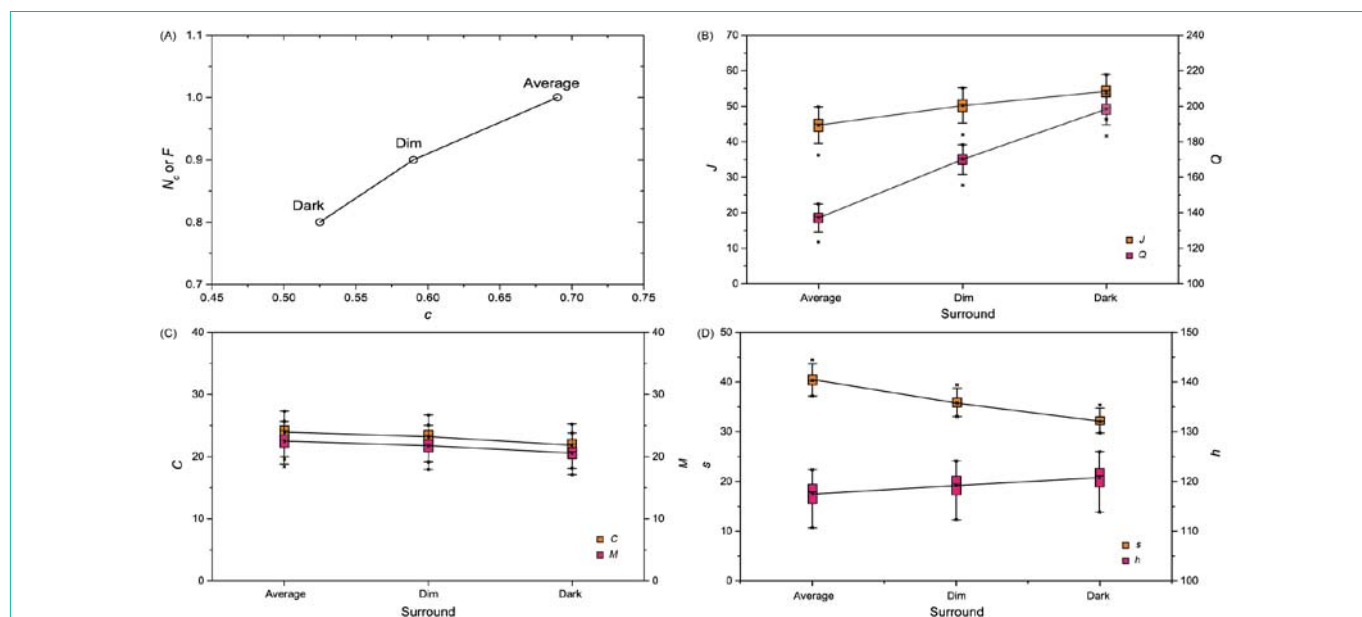 (A)
1.1
1.0
0.9
0.8
0.7
N_c or F
Average
Dim
Dark
0.45 0.50 0.55 0.60 0.65 0.70 0.75
c
(B)
70
60
50
40
30
20
10
0
J
240
220
200
180
160
140
120
100
Q
J
Q
Average Dim Dark
Surround
(C)
40
30
20
10
0
C
40
30
20
10
0
M
C
M
Average Dim Dark
Surround
(D)
50
40
30
20
10
0
s
150
140
130
120
110
100
h
s
h
Average Dim Dark
Surround